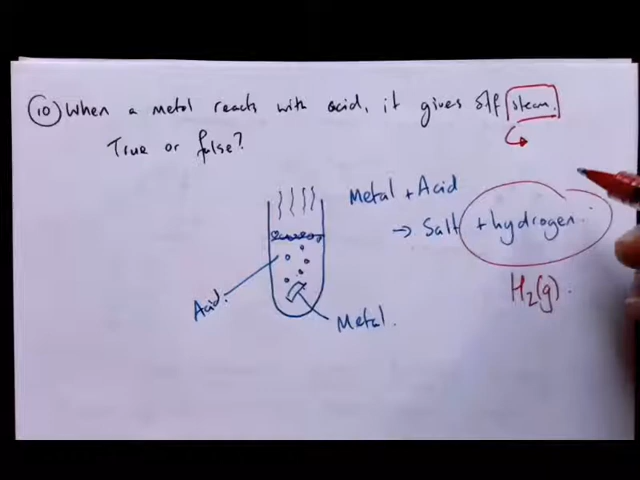 (10) When a metal reacts with acid, it gives off steam.
True or false?
Metal + Acid
→ Salt + hydrogen.
H₂(g).
Acid.
Metal.